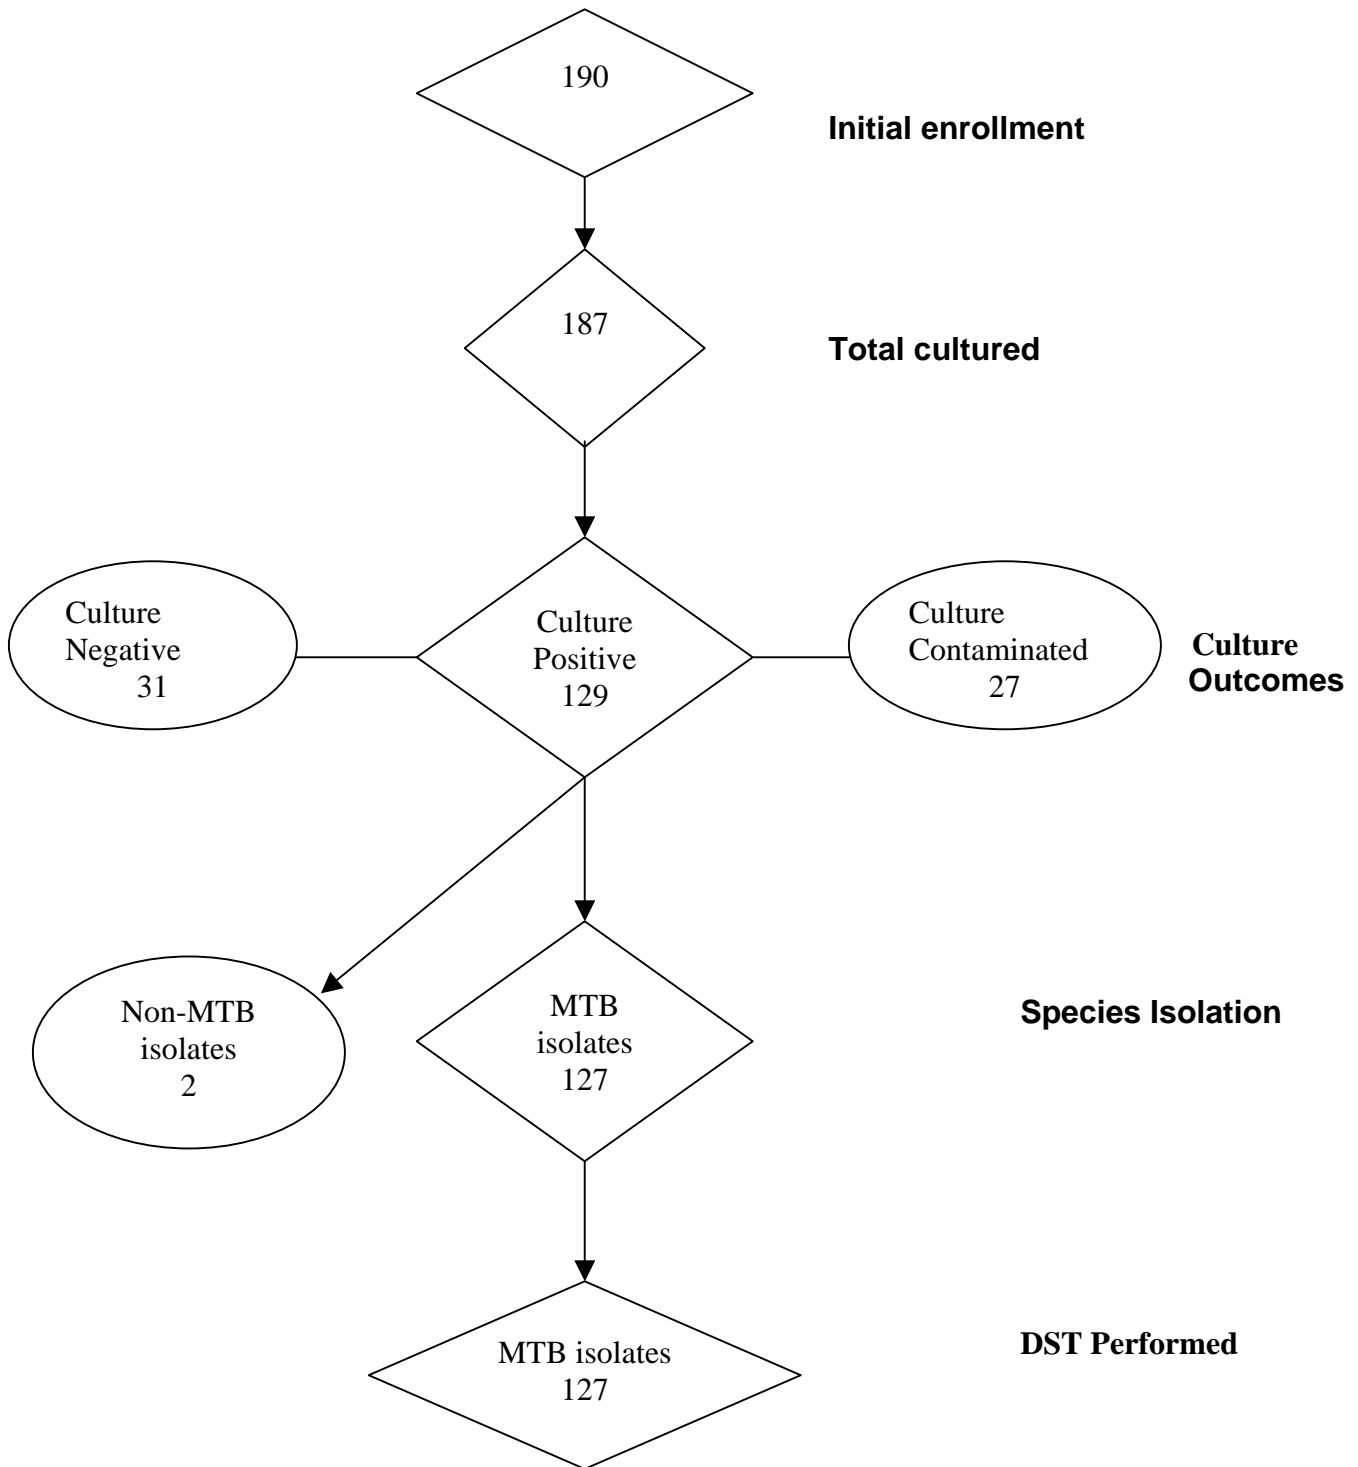 190
Initial enrollment
187
Total cultured
Culture
Negative
31
Culture
Positive
129
Culture
Contaminated
27
Culture
Outcomes
Non-MTB
isolates
2
MTB
isolates
127
Species Isolation
MTB isolates
127
DST Performed